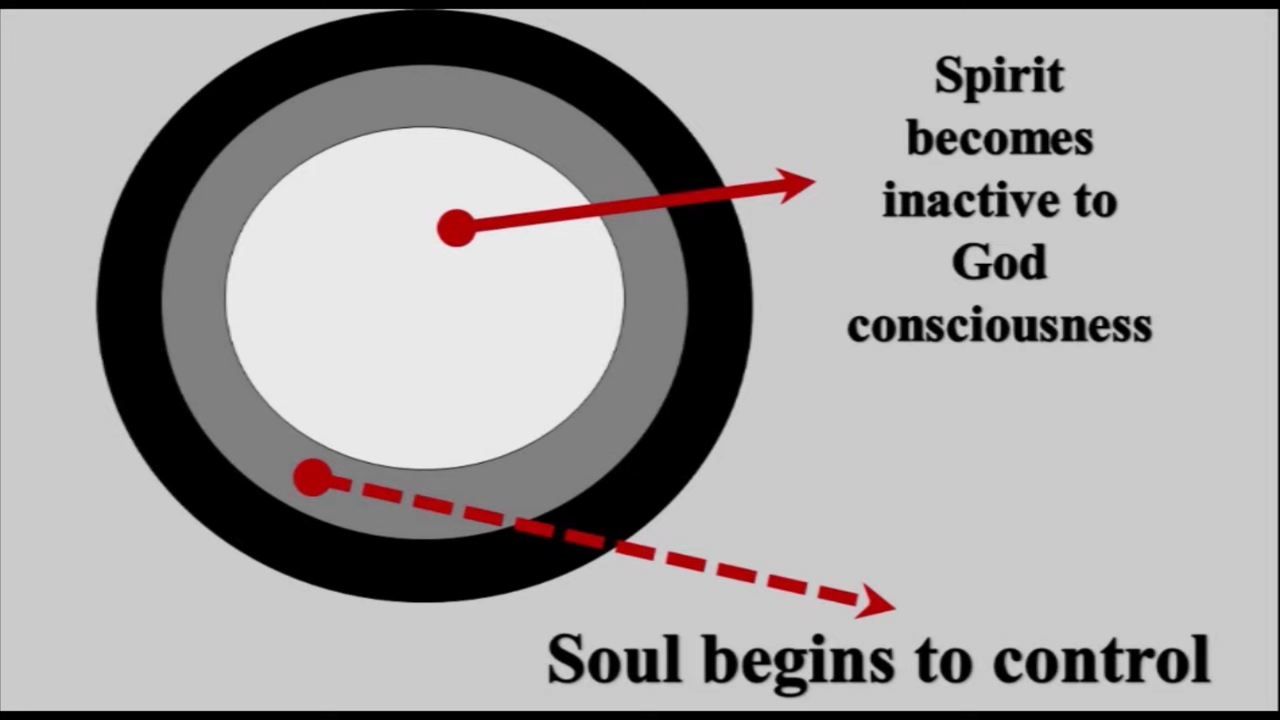 Spirit
becomes
inactive to
God
consciousness
Soul begins to control